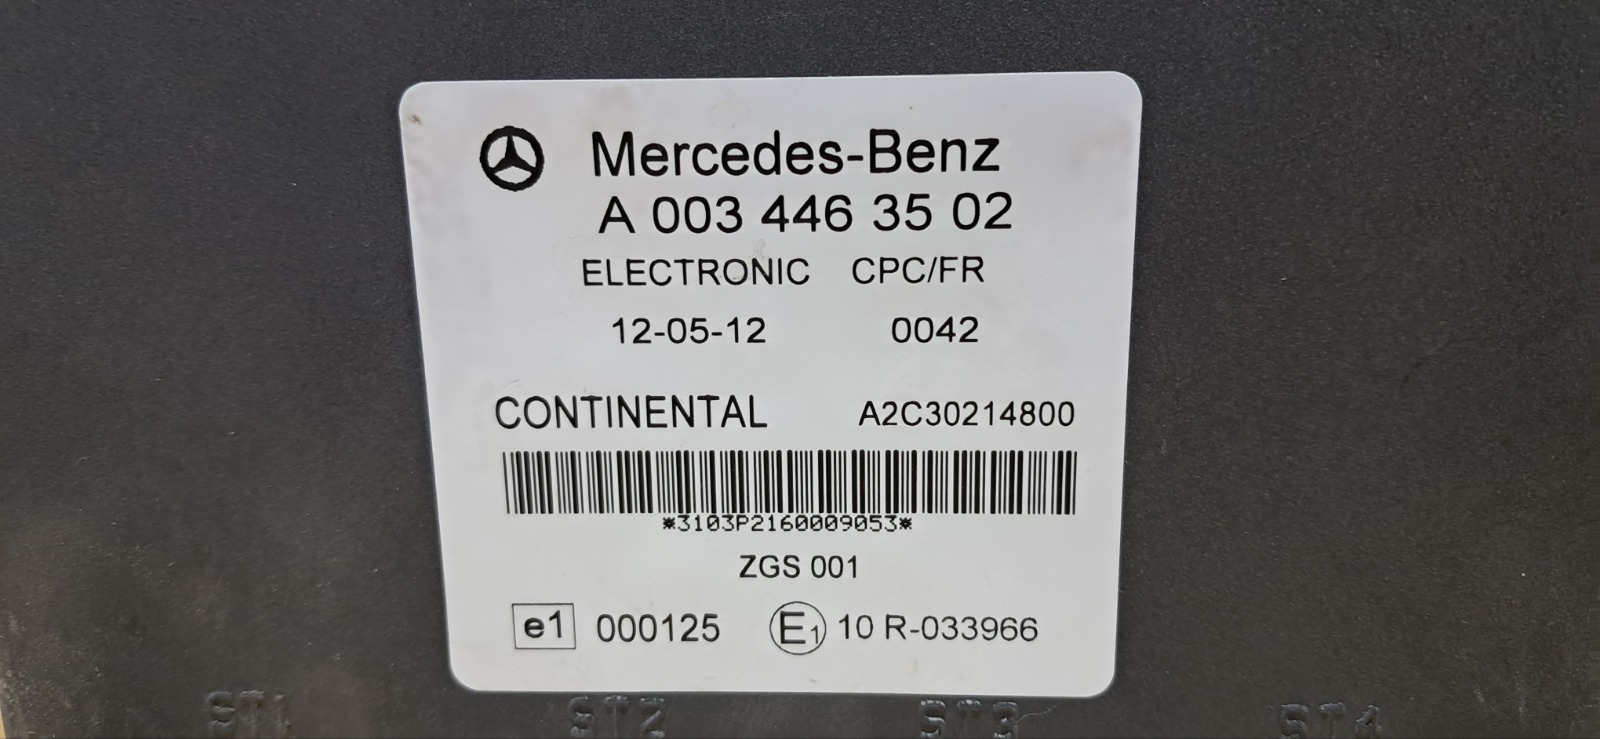 Mercedes-Benz
A 003 446 35 02
ELECTRONIC CPC/FR
12-05-12 0042
CONTINENTAL A2C30214800
*3103P2160009053*
ZGS 001
e1 000125 E1 10 R-033966
ST1 ST2 ST3 ST4